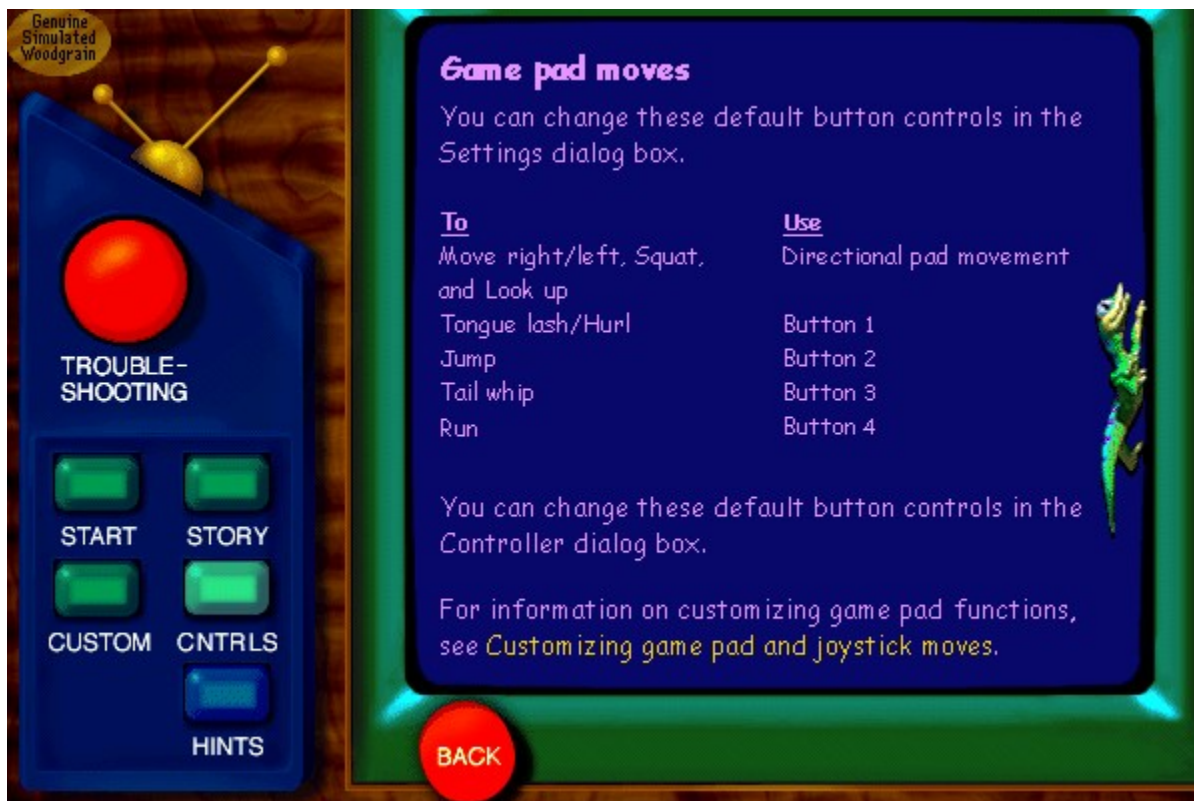 Genuine
Simulated
Woodgrain
TROUBLE-
SHOOTING
START STORY
CUSTOM CNTRLS
HINTS
Game pad moves
You can change these default button controls in the
Settings dialog box.
To Use
Move right/left, Squat, Directional pad movement
and Look up
Tongue lash/Hurl Button 1
Jump Button 2
Tail whip Button 3
Run Button 4
You can change these default button controls in the
Controller dialog box.
For information on customizing game pad functions,
see Customizing game pad and joystick moves.
BACK